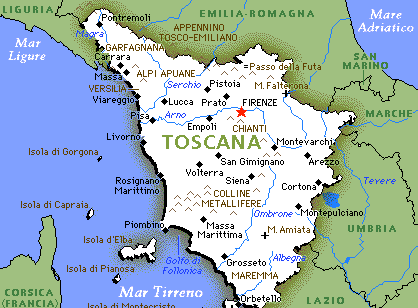 LIGURIA
EMILIA-ROMAGNA
Mare
Adriatico
Pontremoli
APPENNINO
TOSCO-EMILIANO
Magra
Mar
Ligure
GARFAGNANA
Carrara
SAN
MARINO
Massa
ALPI APUANE
Passo della Futa
VERSILIA
Serchio
Pistoia
M. Falterona
Viareggio
Lucca
Prato
FIRENZE
MARCHE
Pisa
Arno
Empoli
CHIANTI
Livorno
TOSCANA
Montevarchi
Isola di Gorgona
San Gimignano
Arezzo
Volterra
Rosignano
Marittimo
Siena
Cortona
Tevere
COLLINE
METALLIFERE
UMBRIA
Isola di Capraia
Ombrone
Montepulciano
Piombino
Massa
Marittima
M. Amiata
Isola d'Elba
Golfo di
Follonica
Albegna
Isola di Pianosa
Grosseto
CORSICA
(FRANCIA)
Mar Tirreno
MAREMMA
LAZIO
Orbetello